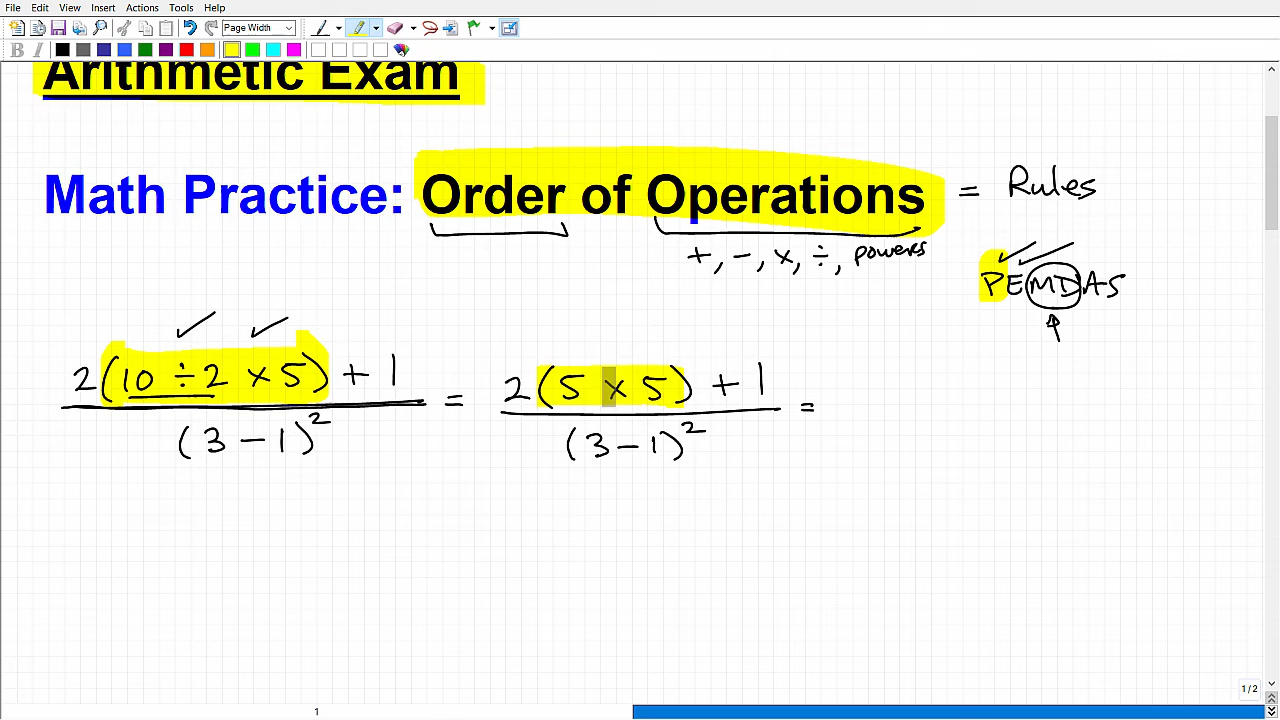 File Edit View Insert Actions Tools Help
Page Width
B I
Arithmetic Exam
Math Practice: Order of Operations = Rules
+, -, x, ÷, powers
PEMDAS
2(10 ÷ 2 x 5) + 1 = 2(5 x 5) + 1 =
(3 - 1)² (3 - 1)²
1/2
1